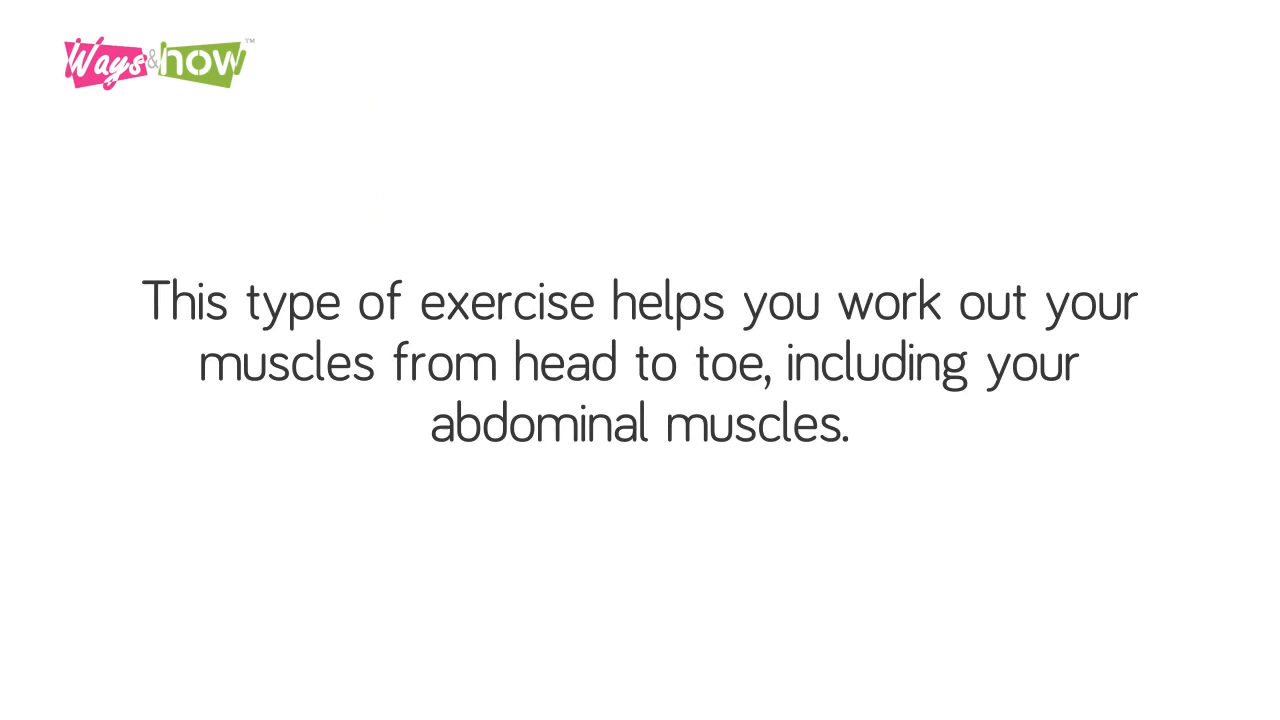 Ways&how™
This type of exercise helps you work out your
muscles from head to toe, including your
abdominal muscles.